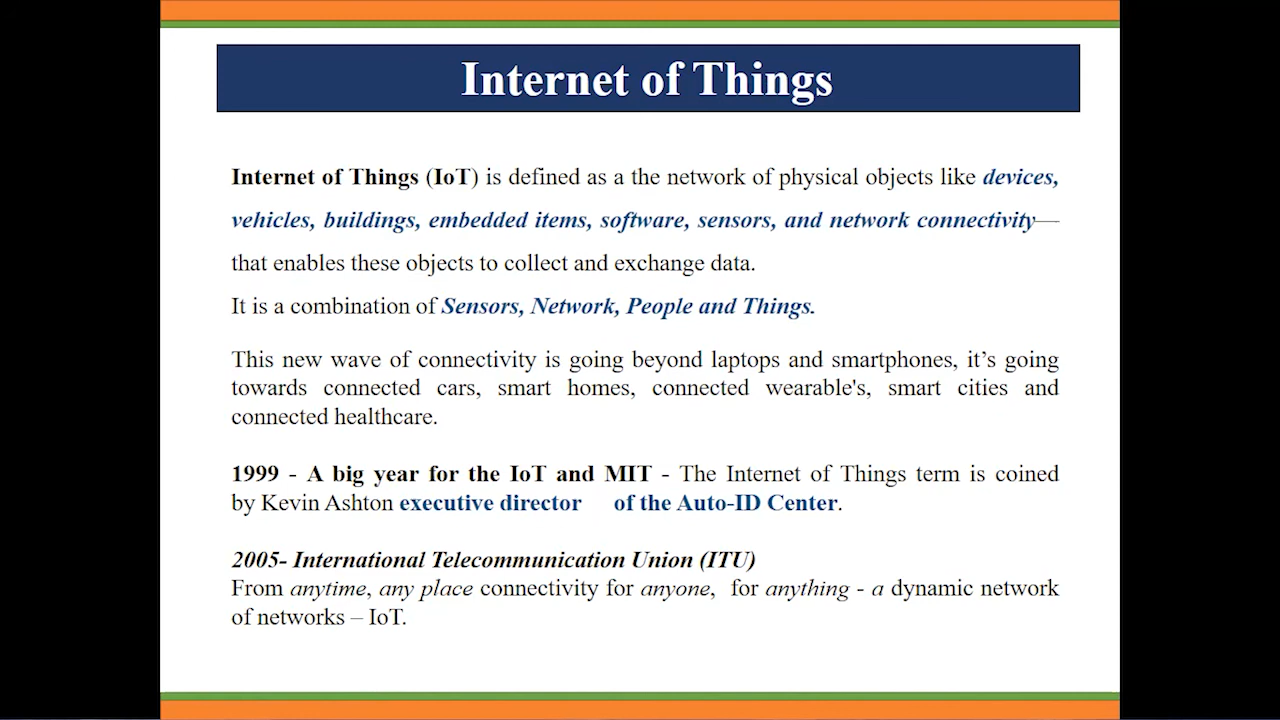 Internet of Things
Internet of Things (IoT) is defined as a the network of physical objects like devices,
vehicles, buildings, embedded items, software, sensors, and network connectivity—
that enables these objects to collect and exchange data.
It is a combination of Sensors, Network, People and Things.
This new wave of connectivity is going beyond laptops and smartphones, it’s going
towards connected cars, smart homes, connected wearable's, smart cities and
connected healthcare.
1999 - A big year for the IoT and MIT - The Internet of Things term is coined
by Kevin Ashton executive director of the Auto-ID Center.
2005- International Telecommunication Union (ITU)
From anytime, any place connectivity for anyone, for anything - a dynamic network
of networks – IoT.